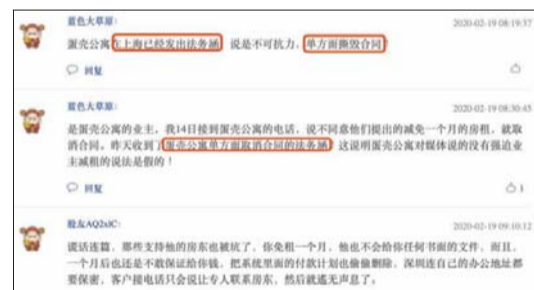 蓝色大草原: 2020-02-19 08:19:37
蛋壳公寓在上海已经发出法务函,说是不可抗力,单方面撕毁合同!
回复
蓝色大草原: 2020-02-19 08:30:45
是蛋壳公寓的业主,我14日接到蛋壳公寓的电话,说不同意他们提出的减免一个月的房租,就取
消合同。昨天收到了蛋壳公寓单方面取消合同的法务函!这说明蛋壳公寓对媒体说的没有强迫业
主减租的说法是假的!
回复 1
股友AQ2slC: 2020-02-19 09:10:12
谎话连篇,那些支持他的房东也被坑了,你免租一个月,他也不会给你任何书面的文件,而且,
一个月后也还是不敢保证给你钱,把系统里面的付款计划也偷偷删除,深圳连自己的办公地址都
要保密,客户接电话只会说让专人联系房东,然后就遥无声息了。